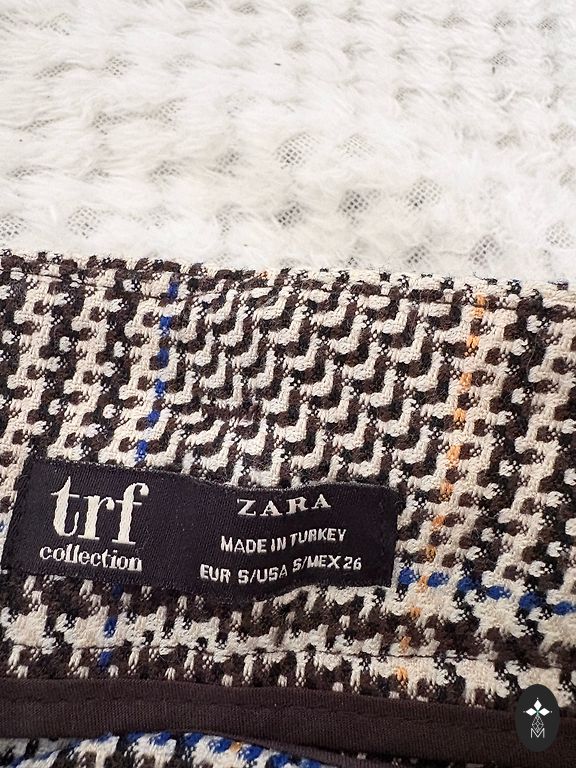 trf
collection
ZARA
MADE IN TURKEY
EUR S/USA S/MEX 26
M